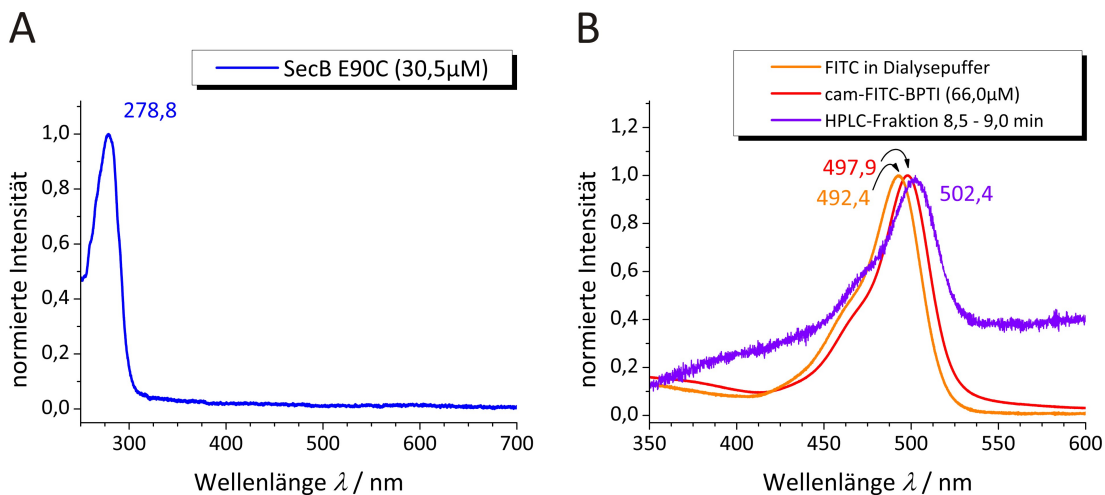 A
SecB E90C (30,5µM)
278,8
normierte Intensität
1,0
0,8
0,6
0,4
0,2
0,0
300
400
500
600
700
Wellenlänge λ / nm
B
FITC in Dialysepuffer
cam-FITC-BPTI (66,0µM)
HPLC-Fraktion 8,5 - 9,0 min
497,9
492,4
502,4
normierte Intensität
1,2
1,0
0,8
0,6
0,4
0,2
0,0
350
400
450
500
550
600
Wellenlänge λ / nm